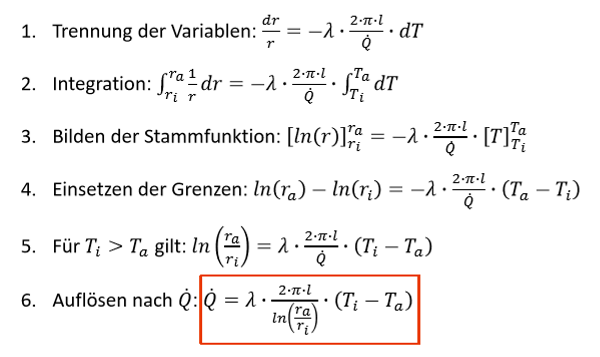 1. Trennung der Variablen: dr/r = −λ · 2·π·l/Q̇ · dT
2. Integration: ∫_{r_i}^{r_a} 1/r dr = −λ · 2·π·l/Q̇ · ∫_{T_i}^{T_a} dT
3. Bilden der Stammfunktion: [ln(r)]_{r_i}^{r_a} = −λ · 2·π·l/Q̇ · [T]_{T_i}^{T_a}
4. Einsetzen der Grenzen: ln(r_a) − ln(r_i) = −λ · 2·π·l/Q̇ · (T_a − T_i)
5. Für T_i > T_a gilt: ln(r_a/r_i) = λ · 2·π·l/Q̇ · (T_i − T_a)
6. Auflösen nach Q̇: Q̇ = λ · 2·π·l/ln(r_a/r_i) · (T_i − T_a)